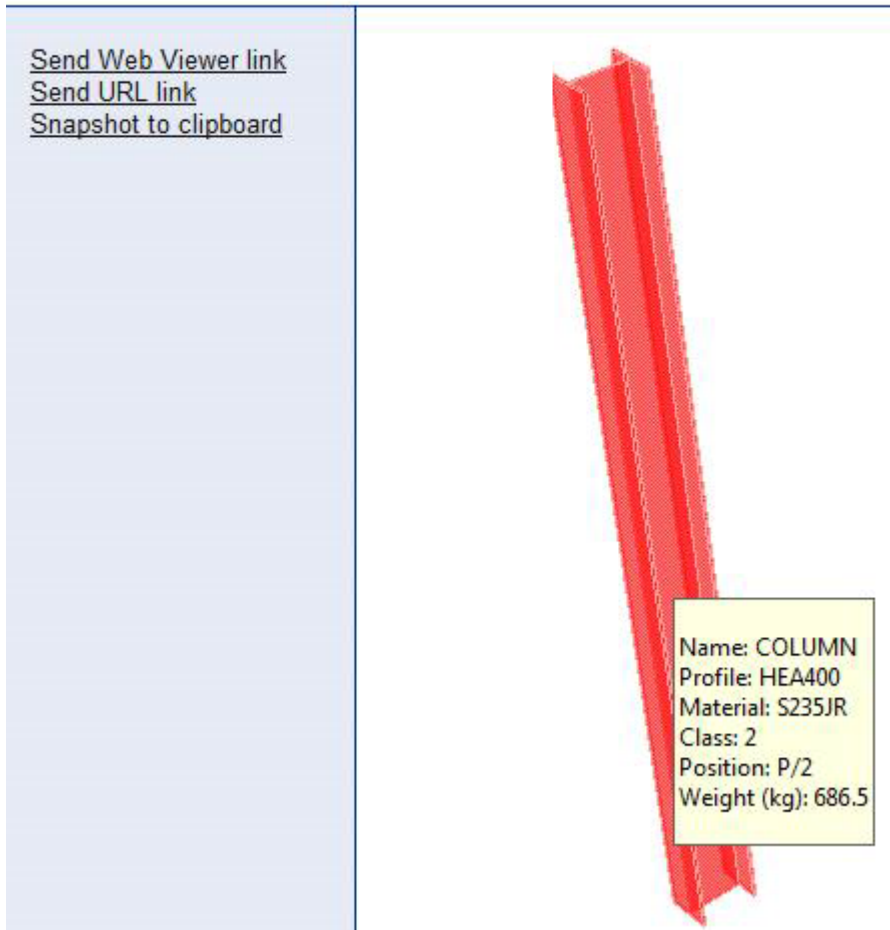 Send Web Viewer link
Send URL link
Snapshot to clipboard
Name: COLUMN
Profile: HEA400
Material: S235JR
Class: 2
Position: P/2
Weight (kg): 686.5